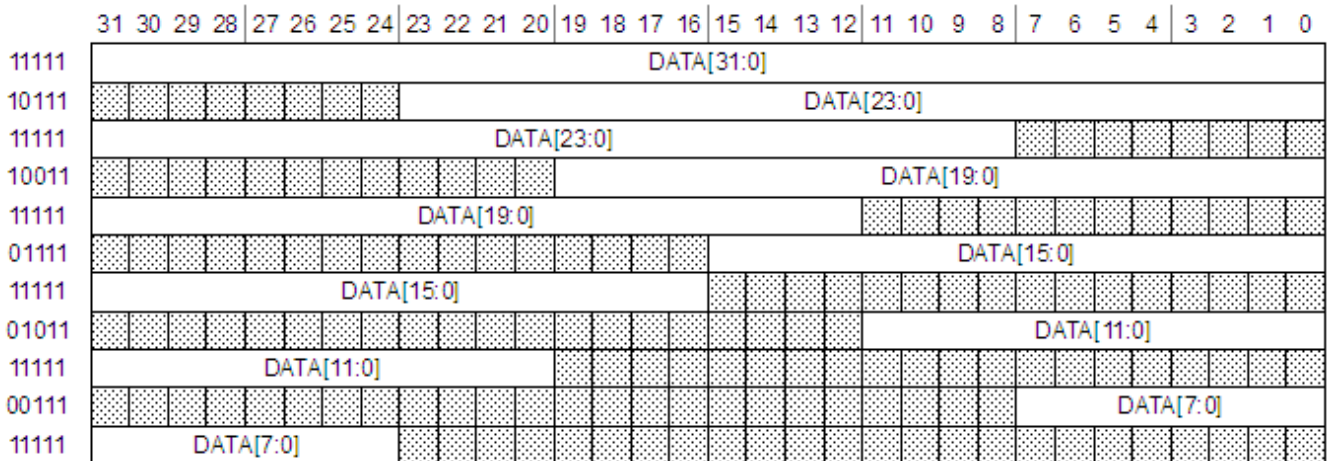 31 30 29 28 27 26 25 24 23 22 21 20 19 18 17 16 15 14 13 12 11 10 9 8 7 6 5 4 3 2 1 0
11111 DATA[31:0]
10111 DATA[23:0]
11111 DATA[23:0]
10011 DATA[19:0]
11111 DATA[19:0]
01111 DATA[15:0]
11111 DATA[15:0]
01011 DATA[11:0]
11111 DATA[11:0]
00111 DATA[7:0]
11111 DATA[7:0]